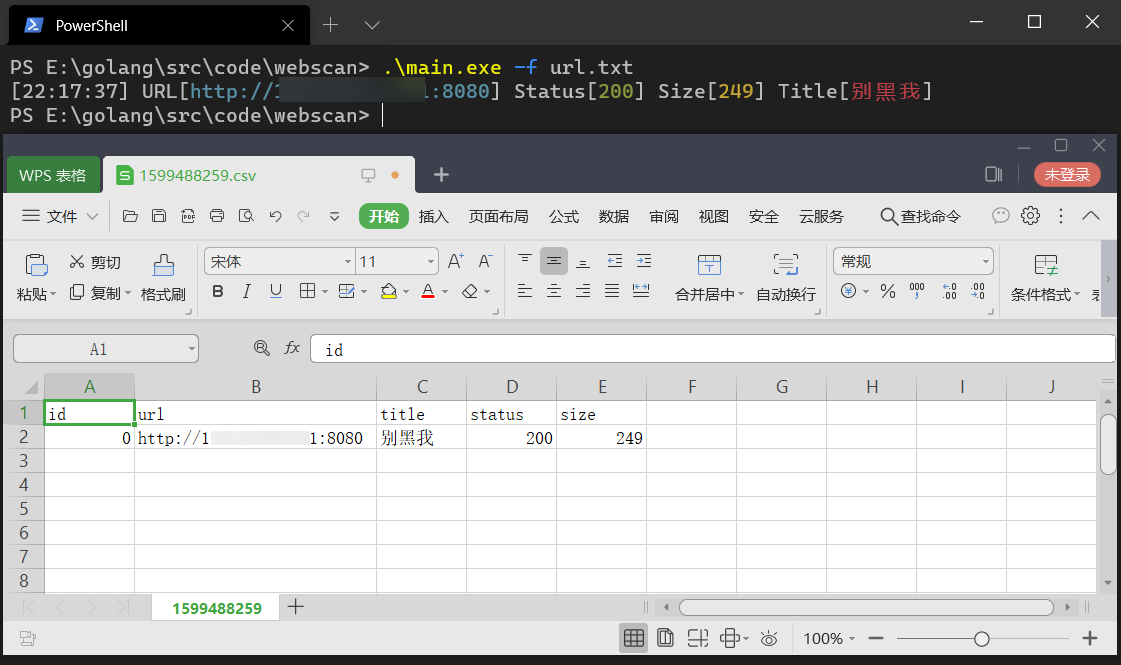 PowerShell
PS E:\golang\src\code\webscan> .\main.exe -f url.txt
[22:17:37] URL[http://1 1:8080] Status[200] Size[249] Title[别黑我]
PS E:\golang\src\code\webscan>
WPS 表格 1599488259.csv 未登录
文件 开始 插入 页面布局 公式 数据 审阅 视图 安全 云服务 查找命令
剪切 宋体 11 A+ A- 常规
粘贴 复制 格式刷 B I U A 合并居中 自动换行 % 000 条件格式
A1 fx id
A B C D E F G H I J
1 id url title status size
2 0 http://1 1:8080 别黑我 200 249
3
4
5
6
7
8
1599488259
100%